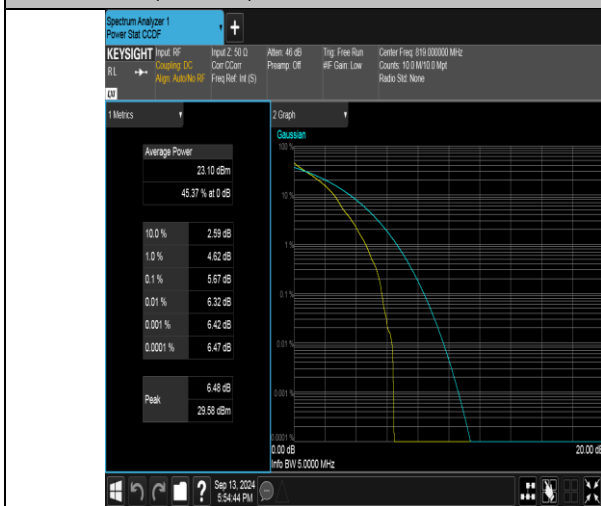 Spectrum Analyzer 1
Power Stat CCDF
+
KEYSIGHT
RL
Input: RF
Coupling: DC
Align: Auto/No RF
Input Z: 50 Ω
Corr CCorr
Freq Ref: Int (S)
Atten: 46 dB
Preamp: Off
Trig: Free Run
#IF Gain: Low
Center Freq: 819.000000 MHz
Counts: 10.0 M/10.0 Mpt
Radio Std: None
1 Metrics
Average Power
23.10 dBm
45.37 % at 0 dB
10.0 % 2.59 dB
1.0 % 4.62 dB
0.1 % 5.67 dB
0.01 % 6.32 dB
0.001 % 6.42 dB
0.0001 % 6.47 dB
Peak
6.48 dB
29.58 dBm
2 Graph
Gaussian
100 %
10 %
1 %
0.1 %
0.01 %
0.001 %
0.0001 %
0.00 dB
20.00 dB
Info BW 5.0000 MHz
?
Sep 13, 2024
5:54:44 PM